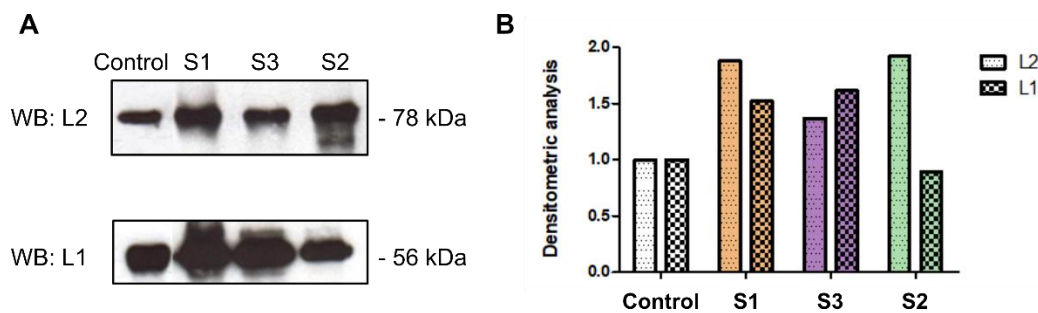 A
Control S1 S3 S2
WB: L2 - 78 kDa
WB: L1 - 56 kDa
B
Densitometric analysis
2.0
1.5
1.0
0.5
0.0
Control S1 S3 S2
L2
L1